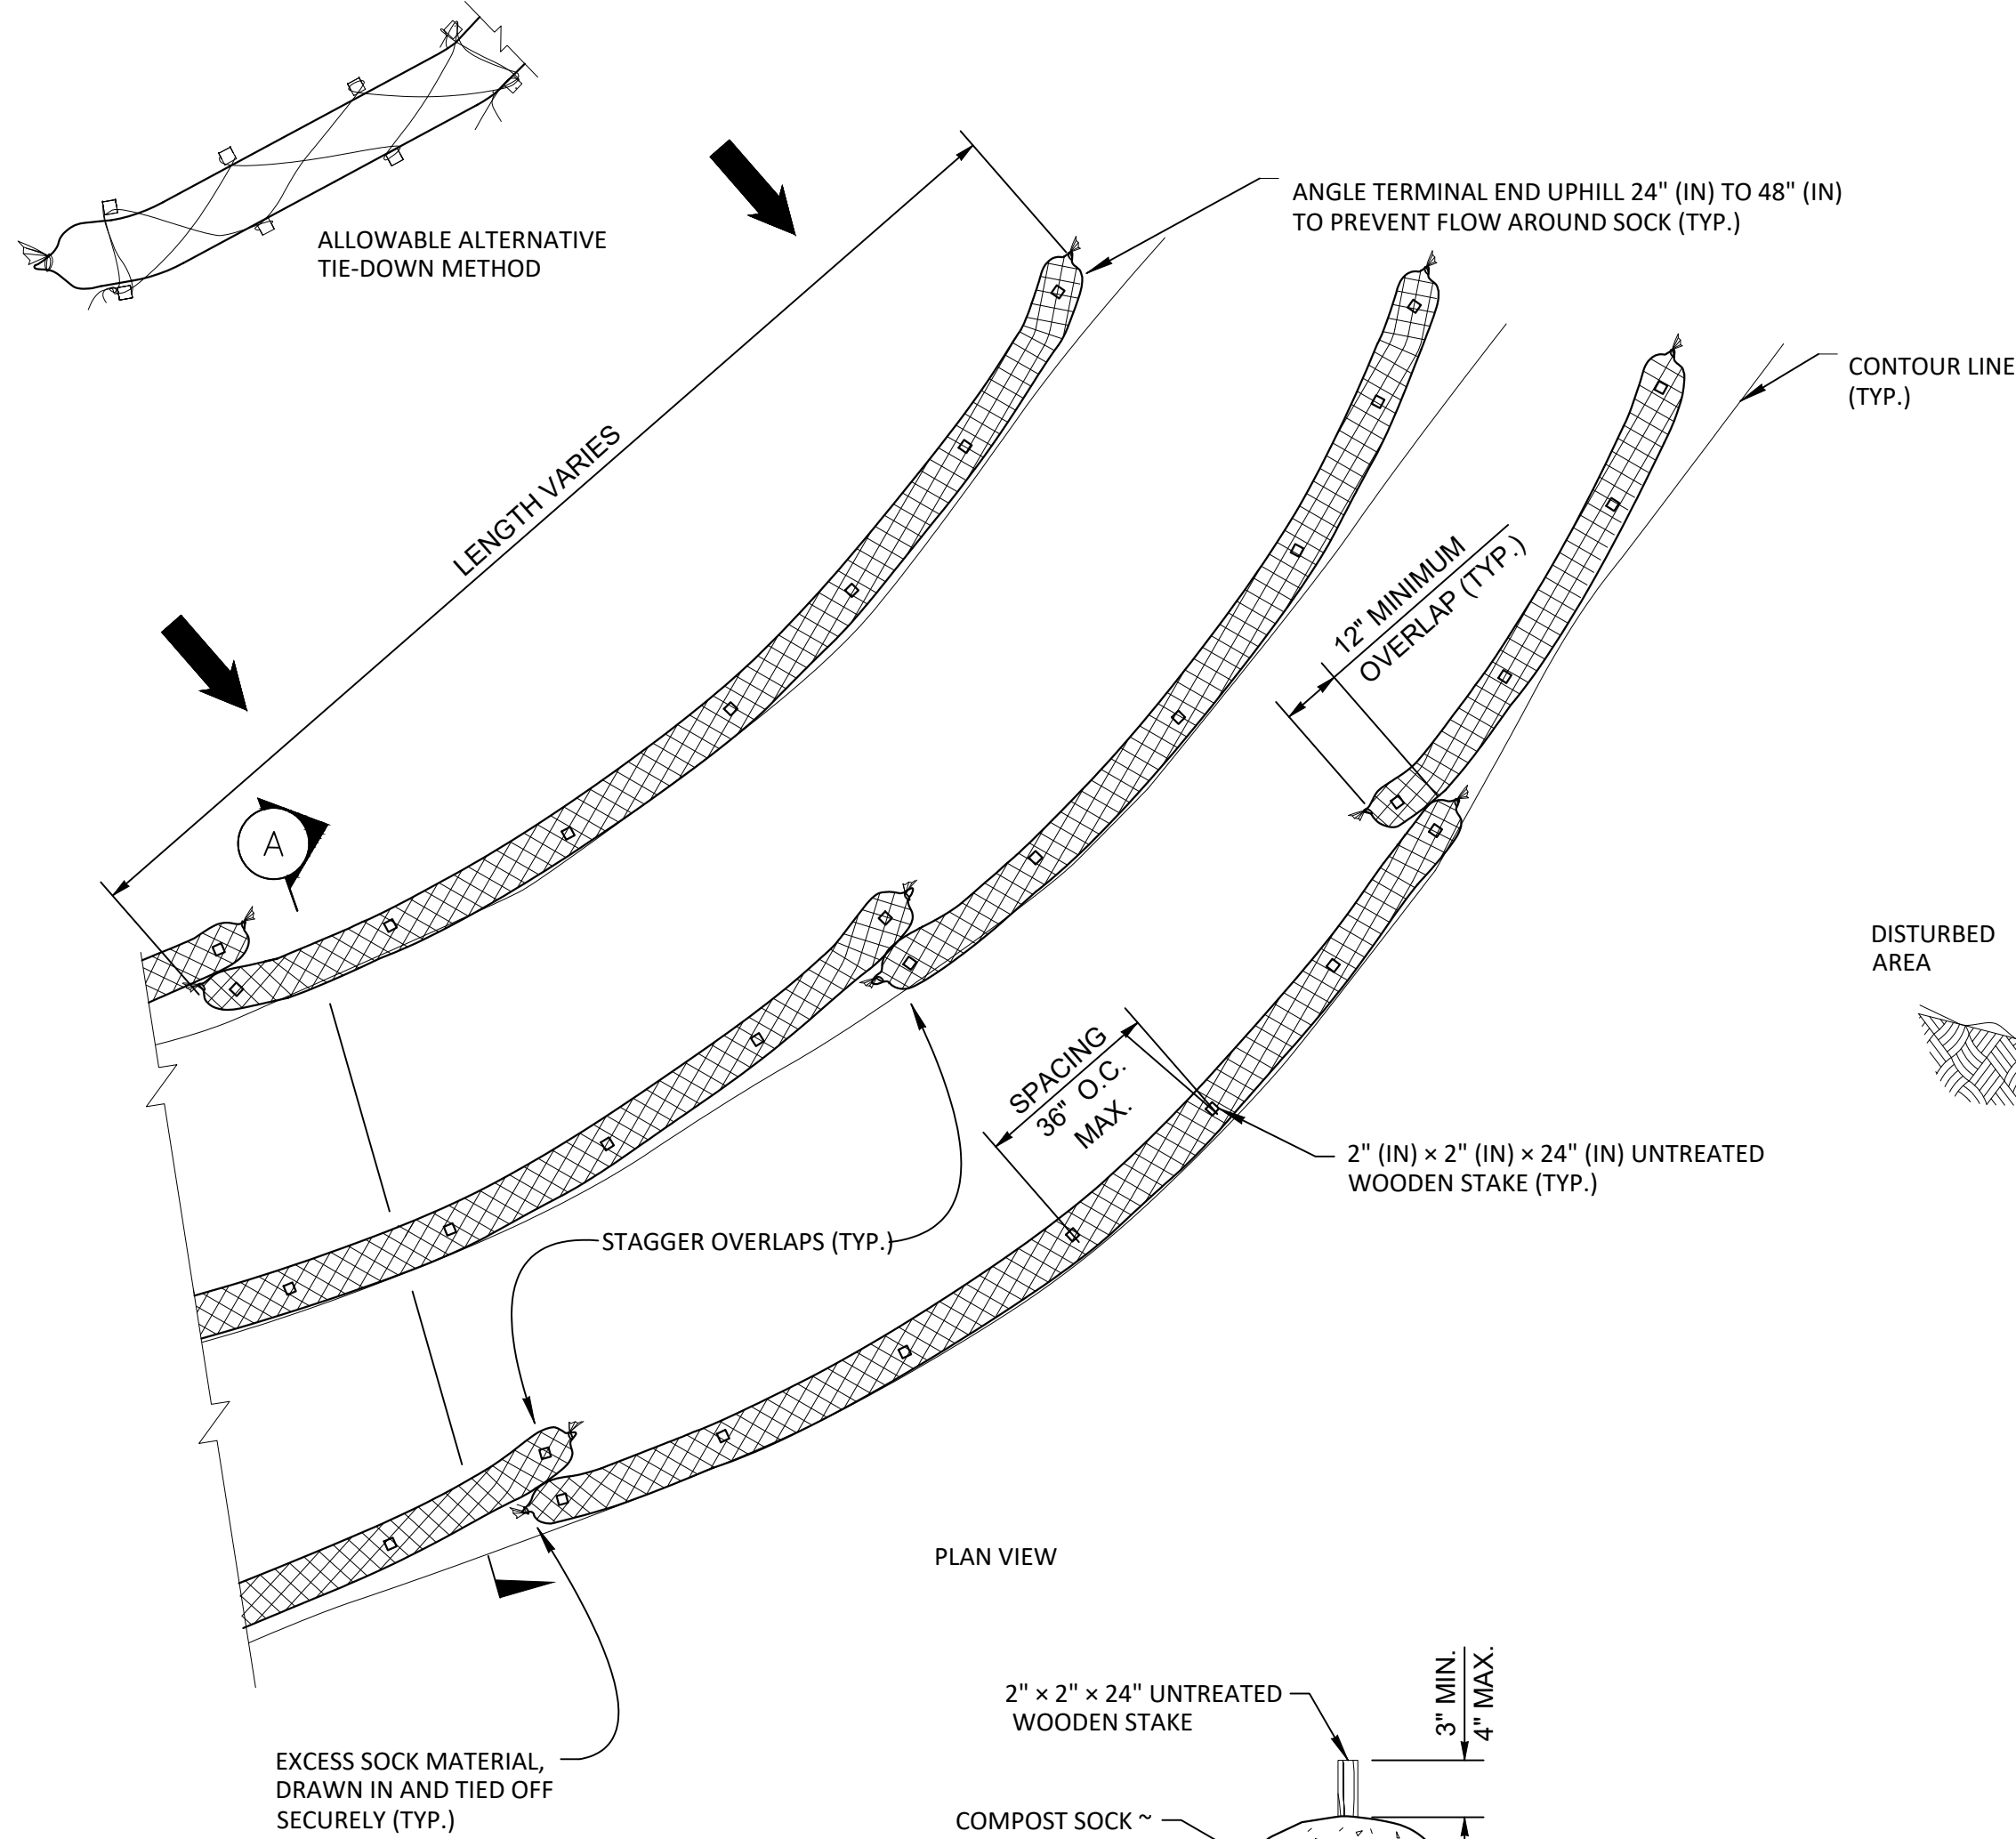 ALLOWABLE ALTERNATIVE
TIE-DOWN METHOD
ANGLE TERMINAL END UPHILL 24" (IN) TO 48" (IN)
TO PREVENT FLOW AROUND SOCK (TYP.)
CONTOUR LINE
(TYP.)
LENGTH VARIES
12" MINIMUM
OVERLAP (TYP.)
A
DISTURBED
AREA
SPACING
36" O.C.
MAX.
2" (IN) × 2" (IN) × 24" (IN) UNTREATED
WOODEN STAKE (TYP.)
STAGGER OVERLAPS (TYP.)
PLAN VIEW
EXCESS SOCK MATERIAL,
DRAWN IN AND TIED OFF
SECURELY (TYP.)
2" × 2" × 24" UNTREATED
WOODEN STAKE
3" MIN.
4" MAX.
COMPOST SOCK ~